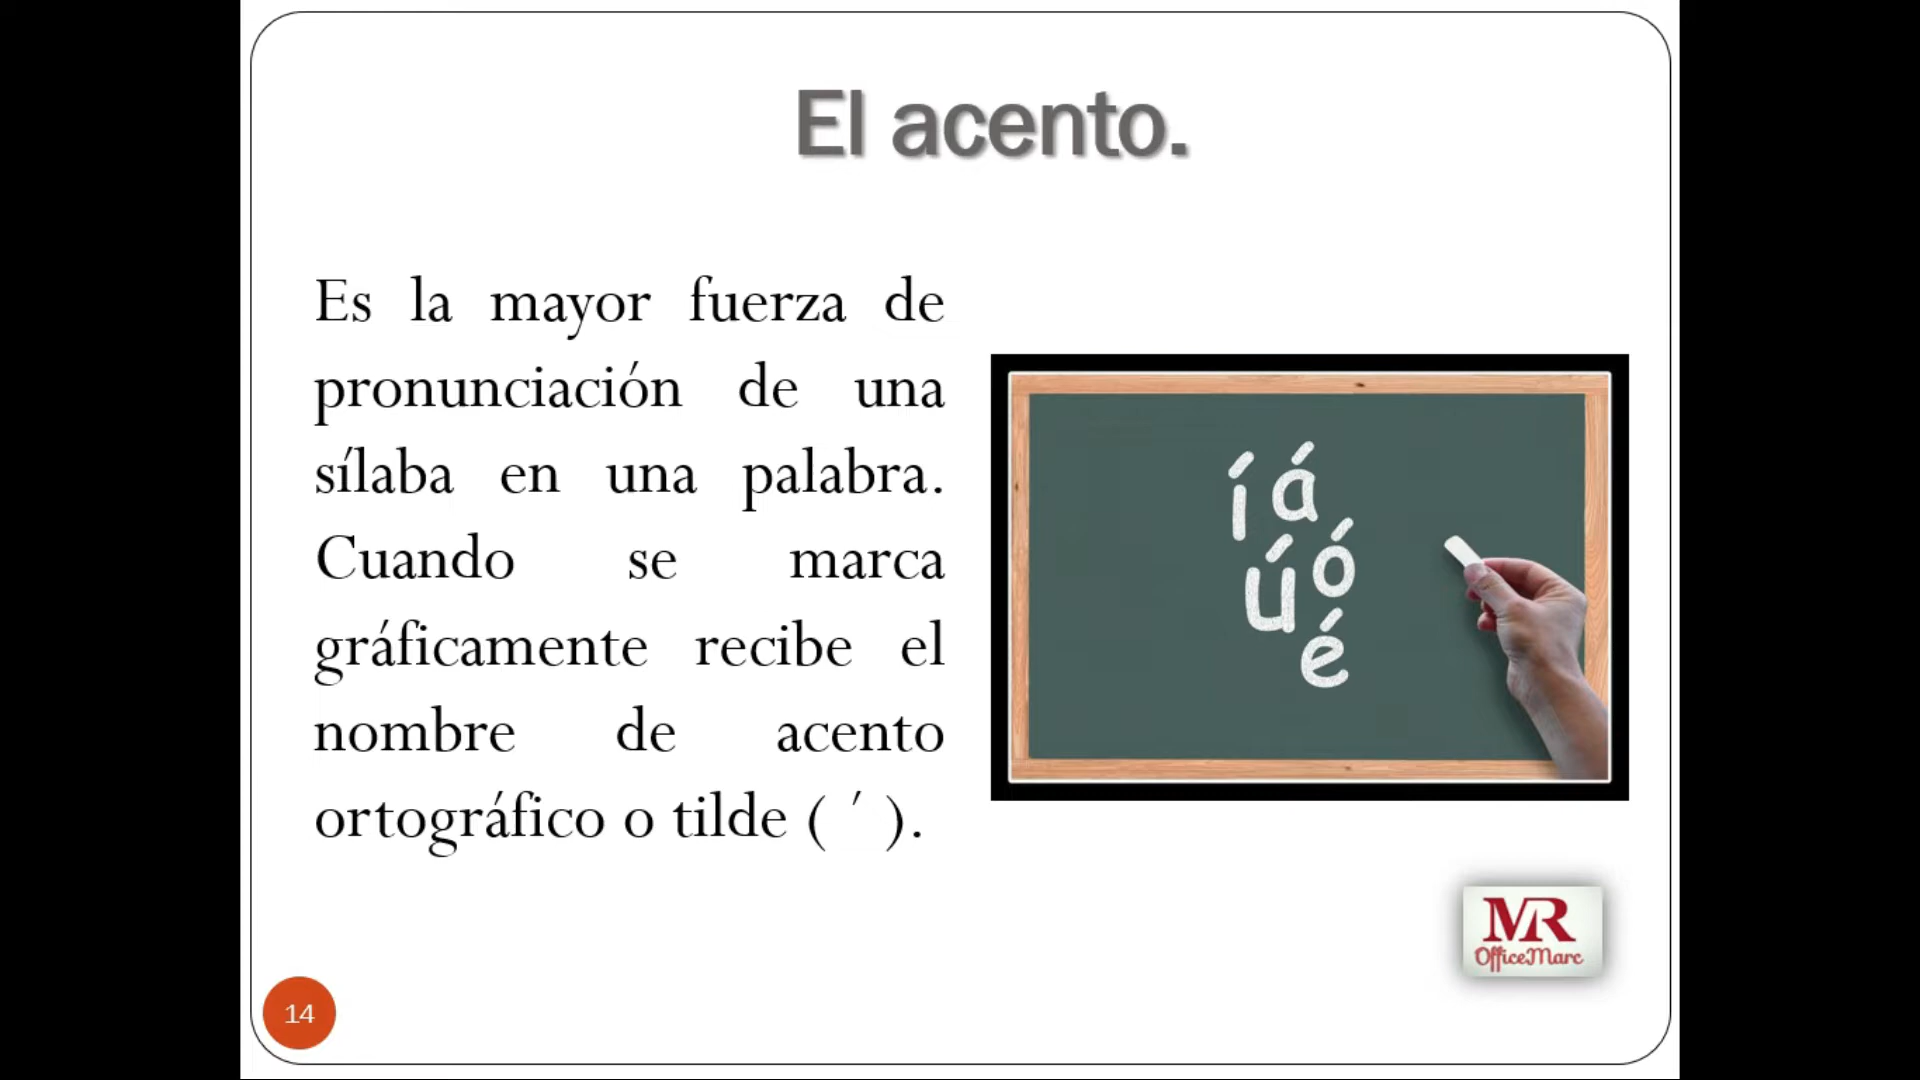 El acento.
Es la mayor fuerza de
pronunciación de una
sílaba en una palabra.
Cuando se marca
gráficamente recibe el
nombre de acento
ortográfico o tilde ( ´ ).
í á
ú ó
é
MR
OfficeMarc
14